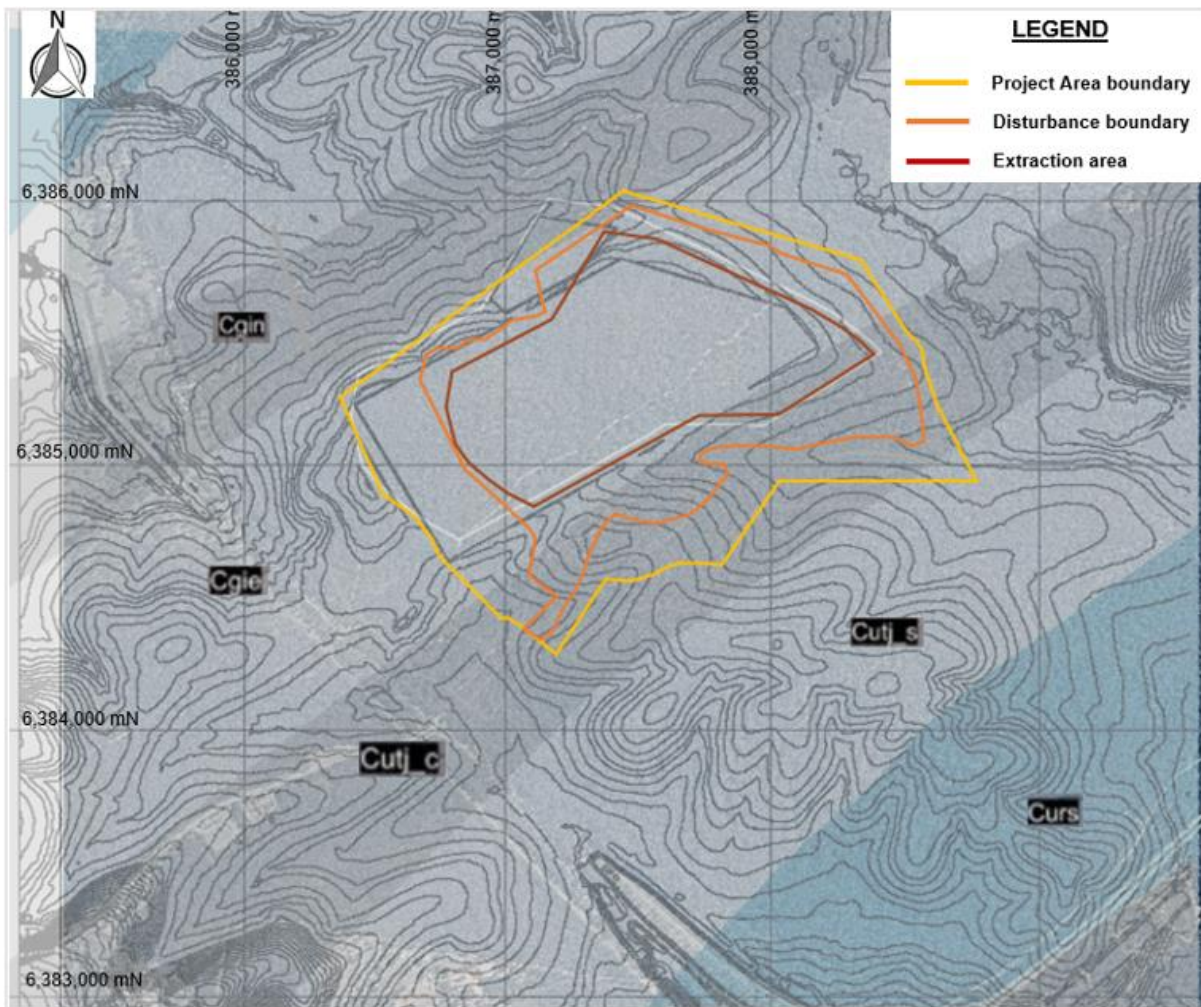 N
386,000 m
387,000 m
388,000 m
LEGEND
Project Area boundary
Disturbance boundary
Extraction area
6,386,000 mN
Cgin
6,385,000 mN
Cgie
Cutj_s
6,384,000 mN
Cutj_c
Curs
6,383,000 mN